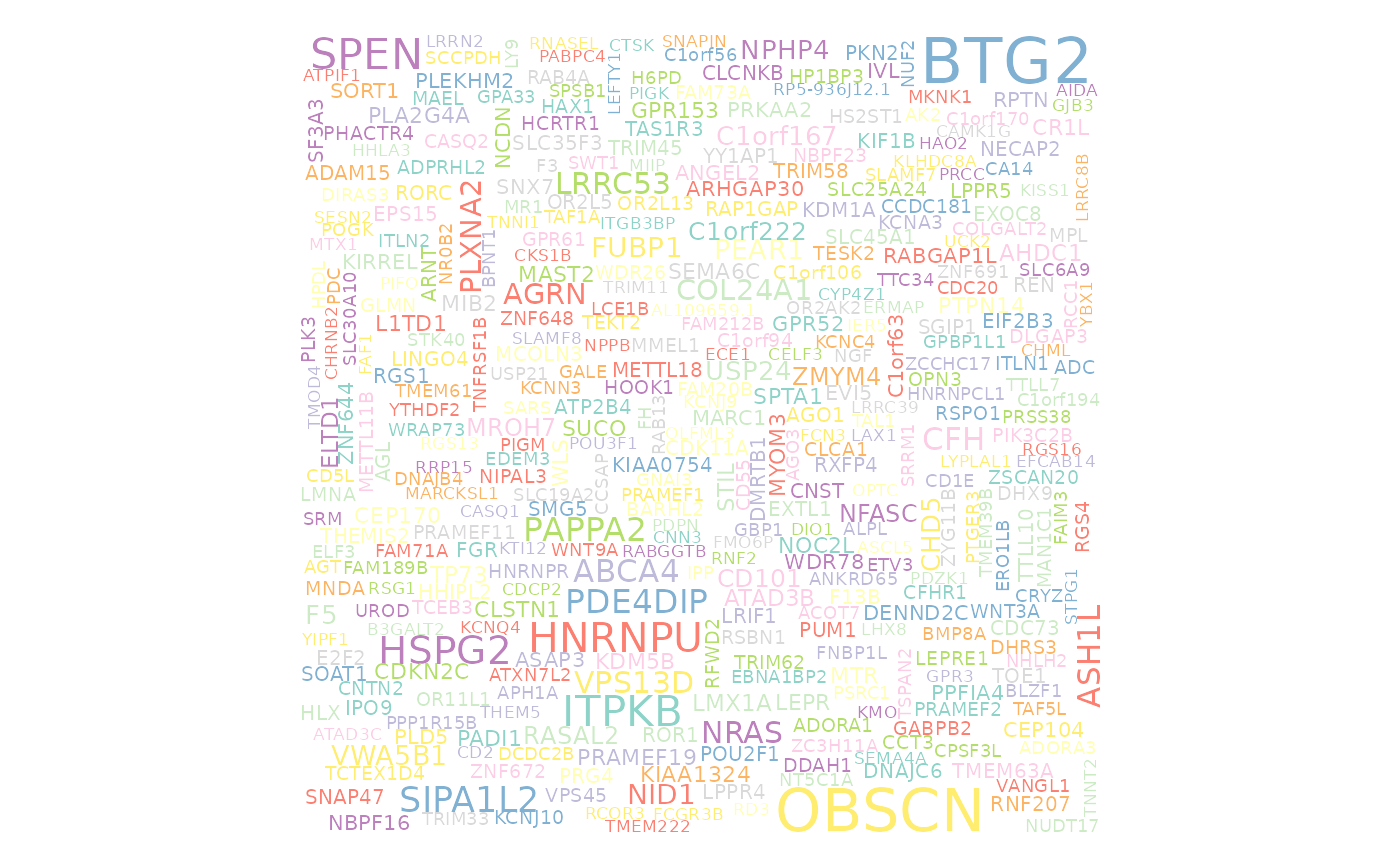 SPEN
LRRN2
SCCPDH
LY9
RNASEL
PABPC4
CTSK
SNAPIN
C1orf56
NPHP4
PKN2
NUF2
BTG2
ATPIF1
SORT1
PLEKHM2
RAB4A
H6PD
CLCNKB
HP1BP3
IVL
MAEL
GPA33
SPSB1
LEFTY1
PIGK
FAM73A
RP5-936J12.1
MKNK1
RPTN
AIDA
GJB3
SF3A3
PLA2G4A
HAX1
GPR153
PRKAA2
HS2ST1
AK2
C1orf170
CR1L
PHACTR4
HCRTR1
TAS1R3
C1orf167
KIF1B
CAMK1G
HAO2
NECAP2
HHLA3
CASQ2
NCDN
SLC35F3
TRIM45
YY1AP1
NBPF23
KLHDC8A
ADAM15
ADPRHL2
F3
SWT1
MIIP
ANGEL2
TRIM58
SLAMF7
PRCC
CA14
LRRC8B
DIRAS3
RORC
PLXNA2
SNX7
LRRC53
ARHGAP30
SLC25A24
LPPR5
KISS1
SESN2
EPS15
MR1
OR2L5
OR2L13
RAP1GAP
KDM1A
CCDC181
EXOC8
POGK
TNNI1
TAF1A
ITGB3BP
KCNA3
COLGALT2
MPL
MTX1
ITLN2
NR0B2
BPNT1
GPR61
FUBP1
C1orf222
SLC45A1
UCK2
CKS1B
PEAR1
TESK2
RABGAP1L
AHDC1
KIRREL
ARNT
MAST2
WDR26
SEMA6C
C1orf106
TTC34
ZNF691
SLC6A9
HPDL
CHRNB2
PDC
SLC30A10
PIFO
AGRN
TRIM11
COL24A1
CYP4Z1
CDC20
REN
GLMN
MIB2
LCE1B
AL109659.1
OR2AK2
ERMAP
PTPN14
RCC1
YBX1
L1TD1
ZNF648
TEKT2
FAM212B
GPR52
IER5
SGIP1
EIF2B3
PLK3
FAF1
STK40
TNFRSF1B
SLAMF8
NPPB
MMEL1
C1orf94
KCNC4
C1orf63
GPBP1L1
DLGAP3
LINGO4
MCOLN3
ECE1
CELF3
NGF
ZCCHC17
ITLN1
CHML
ADC
RGS1
USP21
GALE
METTL18
USP24
ZMYM4
OPN3
TMOD4
TMEM61
KCNN3
HOOK1
FAM20B
SPTA1
EVI5
HNRNPCL1
TTLL7
C1orf194
ELTD1
ZNF644
METTL11B
YTHDF2
SARS
ATP2B4
FH
RAB13
MARC1
AGO1
LRRC39
TAL1
RSPO1
PRSS38
WRAP73
MROH7
SUCO
FCN3
LAX1
CFH
PIK3C2B
AGL
RGS13
PIGM
POU3F1
OLFML3
CDK11A
MYOM3
AGO3
CLCA1
SRRM1
RGS16
RRP15
EDEM3
WLS
KIAA0754
DMRTB1
RXFP4
LYPLAL1
EFCAB14
CD5L
DNAJB4
NIPAL3
CCSAP
GNAI3
STIL
CD55
CD1E
ZSCAN20
LMNA
MARCKSL1
SLC19A2
PRAMEF1
CNST
OPTC
DHX9
SRM
CEP170
CASQ1
SMG5
BARHL2
EXTL1
NFASC
CHD5
ZYG11B
PTGER3
TMEM39B
TTLL10
MAN1C1
FAIM3
RGS4
THEMIS2
PRAMEF11
PAPPA2
PDPN
CNN3
GBP1
DIO1
ALPL
ELF3
FAM71A
FGR
KTI12
WNT9A
RABGGTB
FMO6P
RNF2
NOC2L
ASCL5
AGT
FAM189B
TP73
HNRNPR
ABCA4
IPP
WDR78
ETV3
ERO1LB
MNDA
RSG1
HHIPL2
CDCP2
CD101
ANKRD65
PDZK1
CRYZ
STPG1
F5
UROD
TCEB3
CLSTN1
PDE4DIP
ATAD3B
F13B
CFHR1
B3GALT2
KCNQ4
LRIF1
ACOT7
DENND2C
WNT3A
YIPF1
HNRNPU
RFWD2
RSBN1
PUM1
LHX8
BMP8A
CDC73
ASH1L
E2F2
HSPG2
ASAP3
KDM5B
TRIM62
FNBP1L
LEPRE1
DHRS3
NHLH2
SOAT1
CDKN2C
ATXN7L2
VPS13D
EBNA1BP2
MTR
TSPAN2
GPR3
TOE1
CNTN2
APH1A
PSRC1
PPFIA4
BLZF1
HLX
IPO9
OR11L1
THEM5
ITPKB
LMX1A
LEPR
KMO
PRAMEF2
TAF5L
PPP1R15B
ADORA1
GABPB2
CEP104
ATAD3C
PLD5
PADI1
RASAL2
ROR1
NRAS
ZC3H11A
CCT3
CPSF3L
ADORA3
VWA5B1
CD2
DCDC2B
PRAMEF19
POU2F1
DDAH1
SEMA4A
TCTEX1D4
ZNF672
PRG4
KIAA1324
NT5C1A
DNAJC6
TMEM63A
TNNT2
SNAP47
SIPA1L2
VPS45
NID1
LPPR4
OBSCN
VANGL1
RNF207
NBPF16
TRIM33
KCNJ10
RCOR3
FCGR3B
RD3
TMEM222
NUDT17